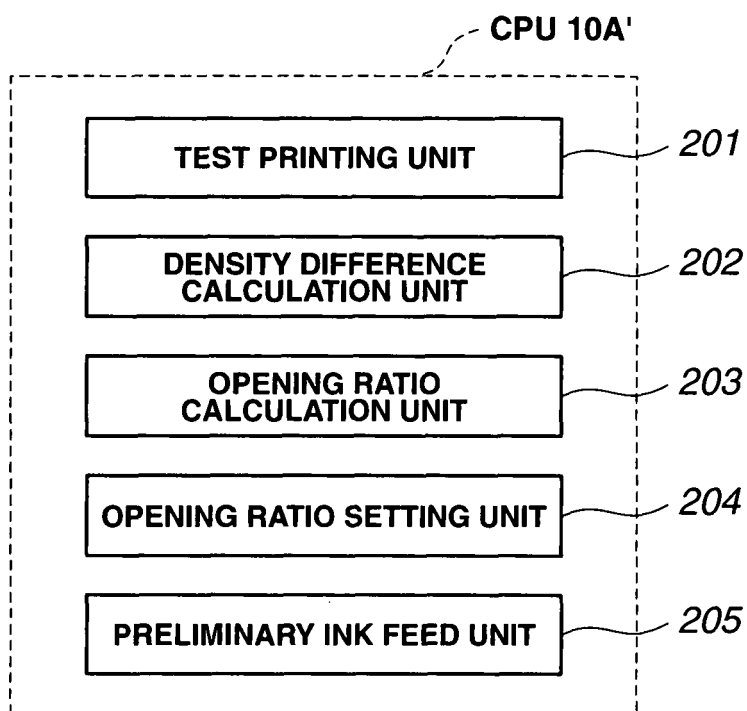 CPU 10A'
TEST PRINTING UNIT
201
DENSITY DIFFERENCE
CALCULATION UNIT
202
OPENING RATIO
CALCULATION UNIT
203
OPENING RATIO SETTING UNIT
204
PRELIMINARY INK FEED UNIT
205